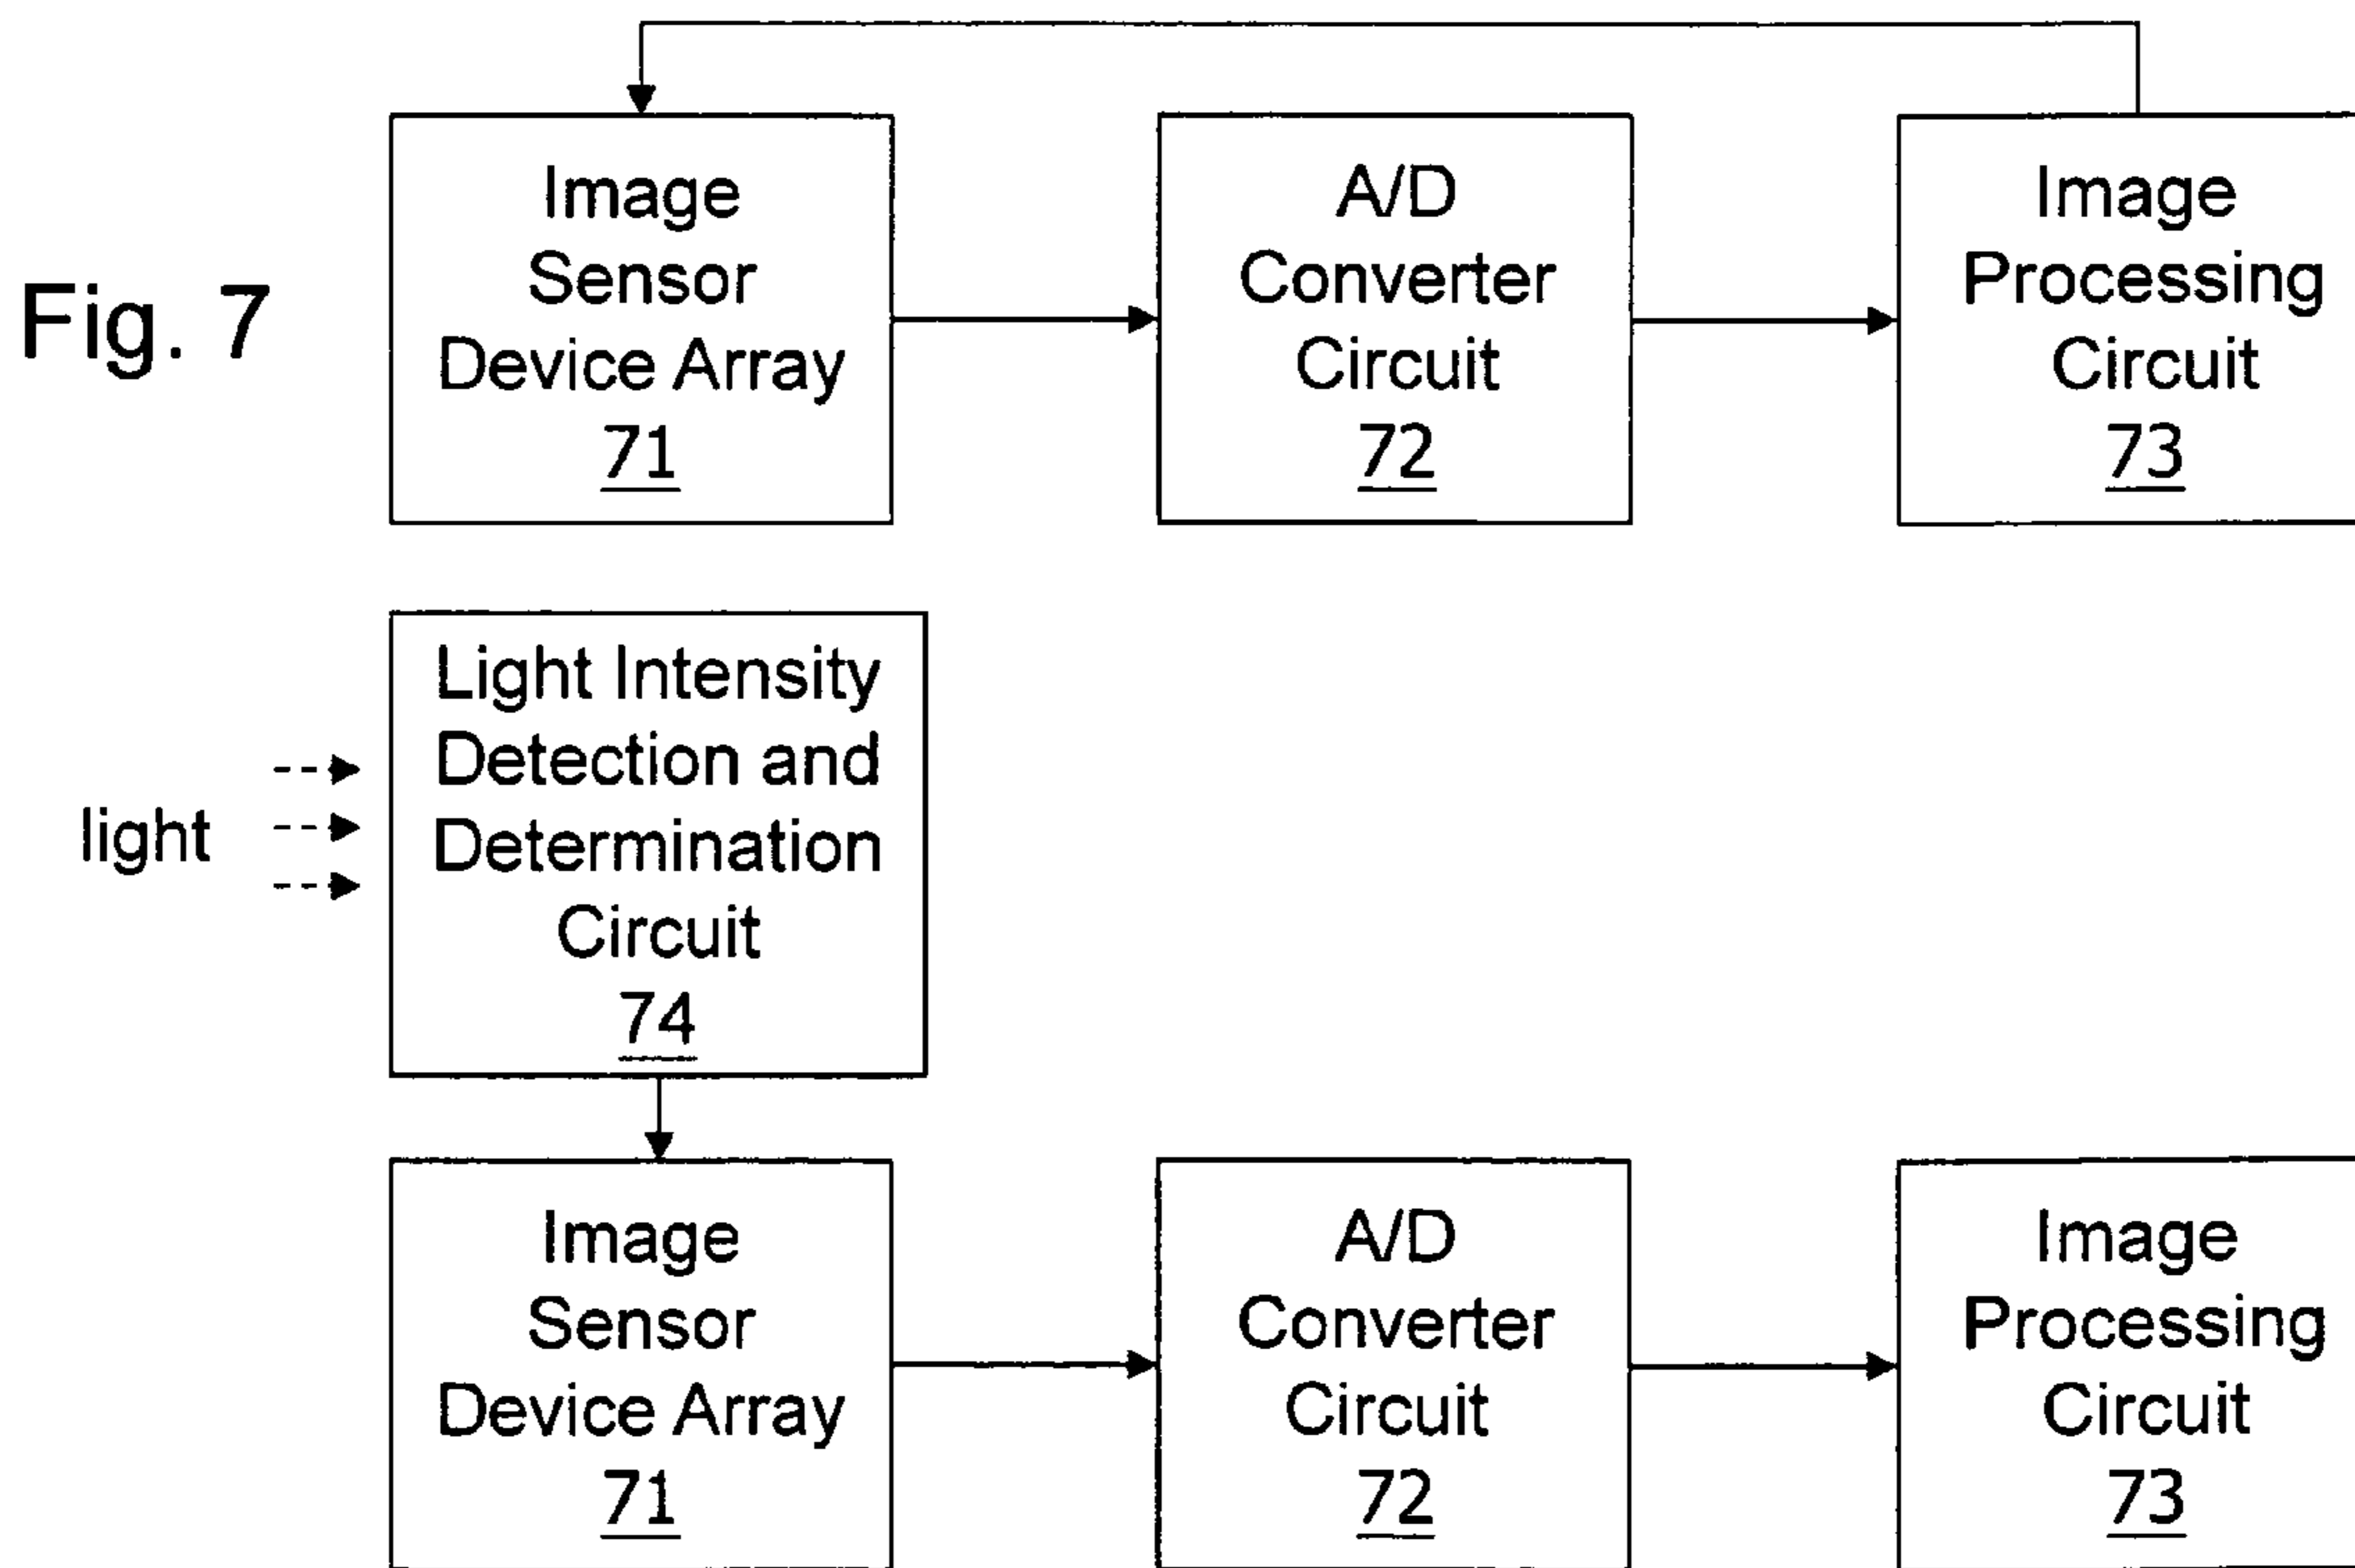 Fig. 7
Image
Sensor
Device Array
71
A/D
Converter
Circuit
72
Image
Processing
Circuit
73
light
Light Intensity
Detection and
Determination
Circuit
74
Image
Sensor
Device Array
71
A/D
Converter
Circuit
72
Image
Processing
Circuit
73